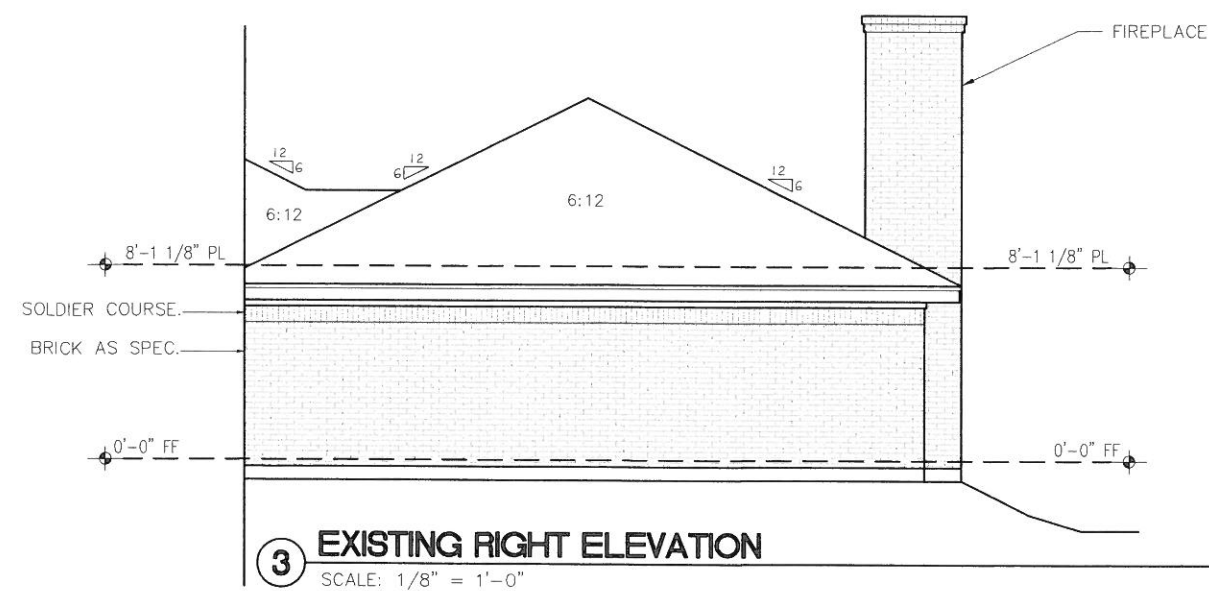 FIREPLACE
12
6
12
6
12
6
6:12
6:12
8'-1 1/8" PL
8'-1 1/8" PL
SOLDIER COURSE.
BRICK AS SPEC.
0'-0" FF
0'-0" FF
3 EXISTING RIGHT ELEVATION
SCALE: 1/8" = 1'-0"